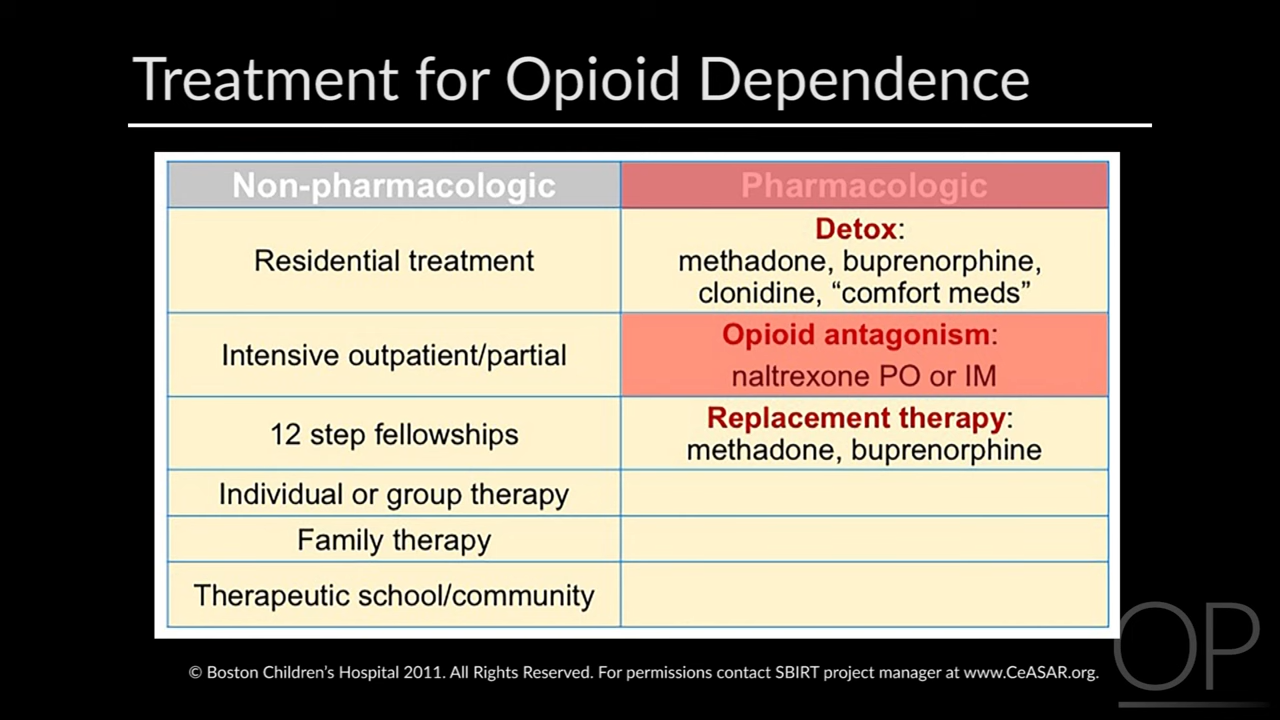 Treatment for Opioid Dependence
Non-pharmacologic
Pharmacologic
Residential treatment
Detox:
methadone, buprenorphine,
clonidine, “comfort meds”
Intensive outpatient/partial
Opioid antagonism:
naltrexone PO or IM
12 step fellowships
Replacement therapy:
methadone, buprenorphine
Individual or group therapy
Family therapy
Therapeutic school/community
© Boston Children’s Hospital 2011. All Rights Reserved. For permissions contact SBIRT project manager at www.CeASAR.org.
OP